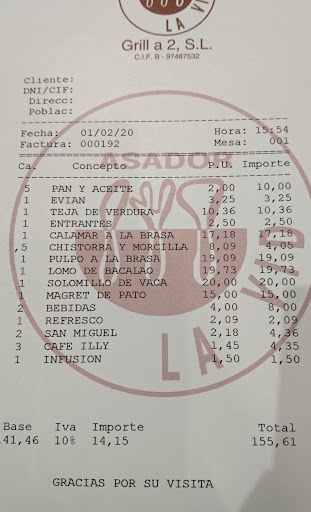 LA VID
Grill a 2, S.L.
C.I.F. B - 97487532
Cliente:
DNI/CIF:
Direcc:
Poblac:
Fecha: 01/02/20 Hora: 15:54
Factura: 000192 Mesa: 001
ASADOR
Ca. Concepto P.U. Importe
5 PAN Y ACEITE 2,00 10,00
1 EVIAN 3,25 3,25
1 TEJA DE VERDURA 10,36 10,36
1 ENTRANTES 2,50 2,50
1 CALAMAR A LA BRASA 17,18 17,18
,5 CHISTORRA Y MORCILLA 8,09 4,05
1 PULPO A LA BRASA 19,09 19,09
1 LOMO DE BACALAO 19,73 19,73
1 SOLOMILLO DE VACA 20,00 20,00
1 MAGRET DE PATO 15,00 15,00
2 BEBIDAS 4,00 8,00
1 REFRESCO 2,09 2,09
2 SAN MIGUEL 2,18 4,36
3 CAFE ILLY 1,45 4,35
1 INFUSION 1,50 1,50
LA VID
Base Iva Importe Total
141,46 10% 14,15 155,61
GRACIAS POR SU VISITA